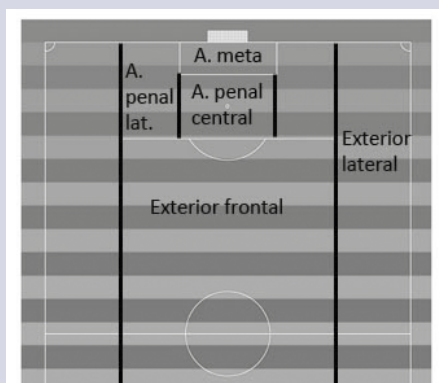 A. meta
A.
penal
lat.
A. penal
central
Exterior
lateral
Exterior frontal